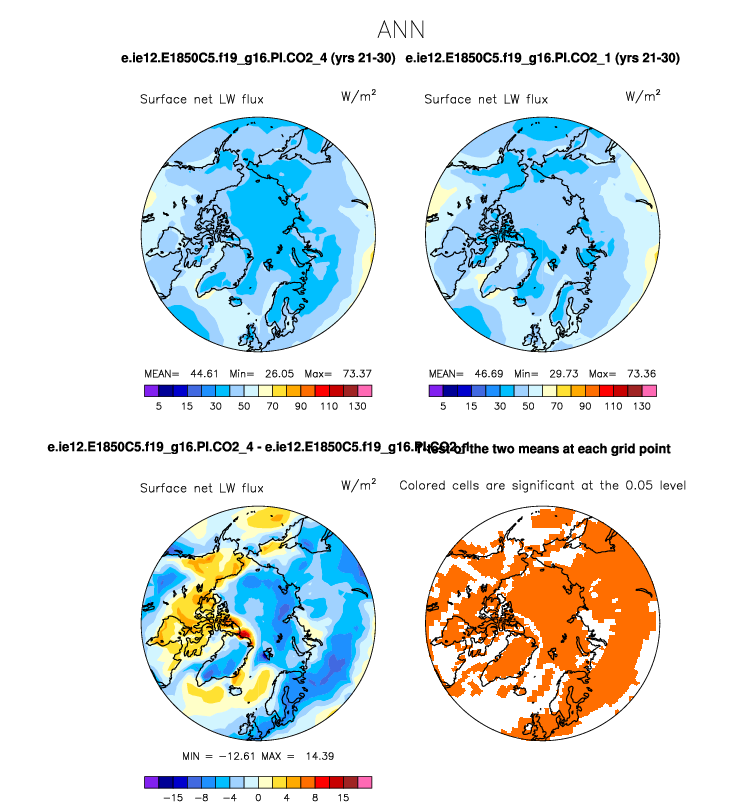 ANN
e.ie12.E1850C5.f19_g16.PI.CO2_4 (yrs 21-30) e.ie12.E1850C5.f19_g16.PI.CO2_1 (yrs 21-30)
Surface net LW flux W/m²
Surface net LW flux W/m²
MEAN= 44.61 Min= 26.05 Max= 73.37
MEAN= 46.69 Min= 29.73 Max= 73.36
5 15 30 50 70 90 110 130
5 15 30 50 70 90 110 130
e.ie12.E1850C5.f19_g16.PI.CO2_4 - e.ie12.E1850C5.f19_g16.PI.CO2_1
T-test of the two means at each grid point
Surface net LW flux W/m²
Colored cells are significant at the 0.05 level
MIN = -12.61 MAX = 14.39
-15 -8 -4 0 4 8 15